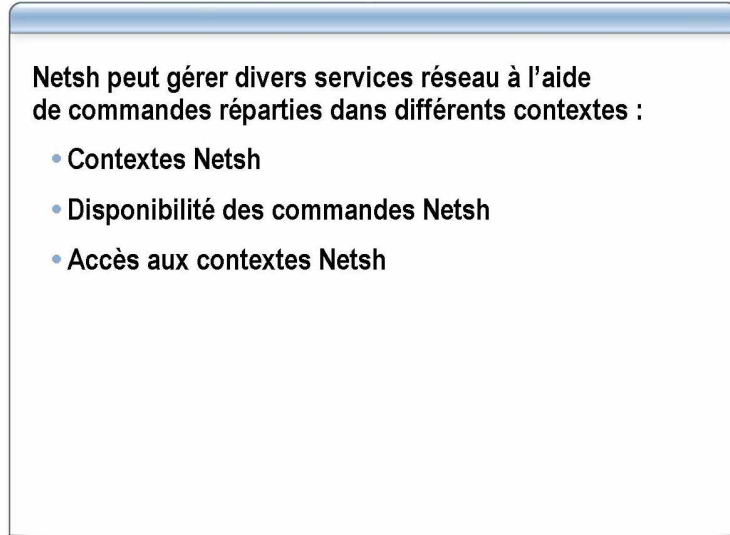 Netsh peut gérer divers services réseau à l’aide
de commandes réparties dans différents contextes :
• Contextes Netsh
• Disponibilité des commandes Netsh
• Accès aux contextes Netsh